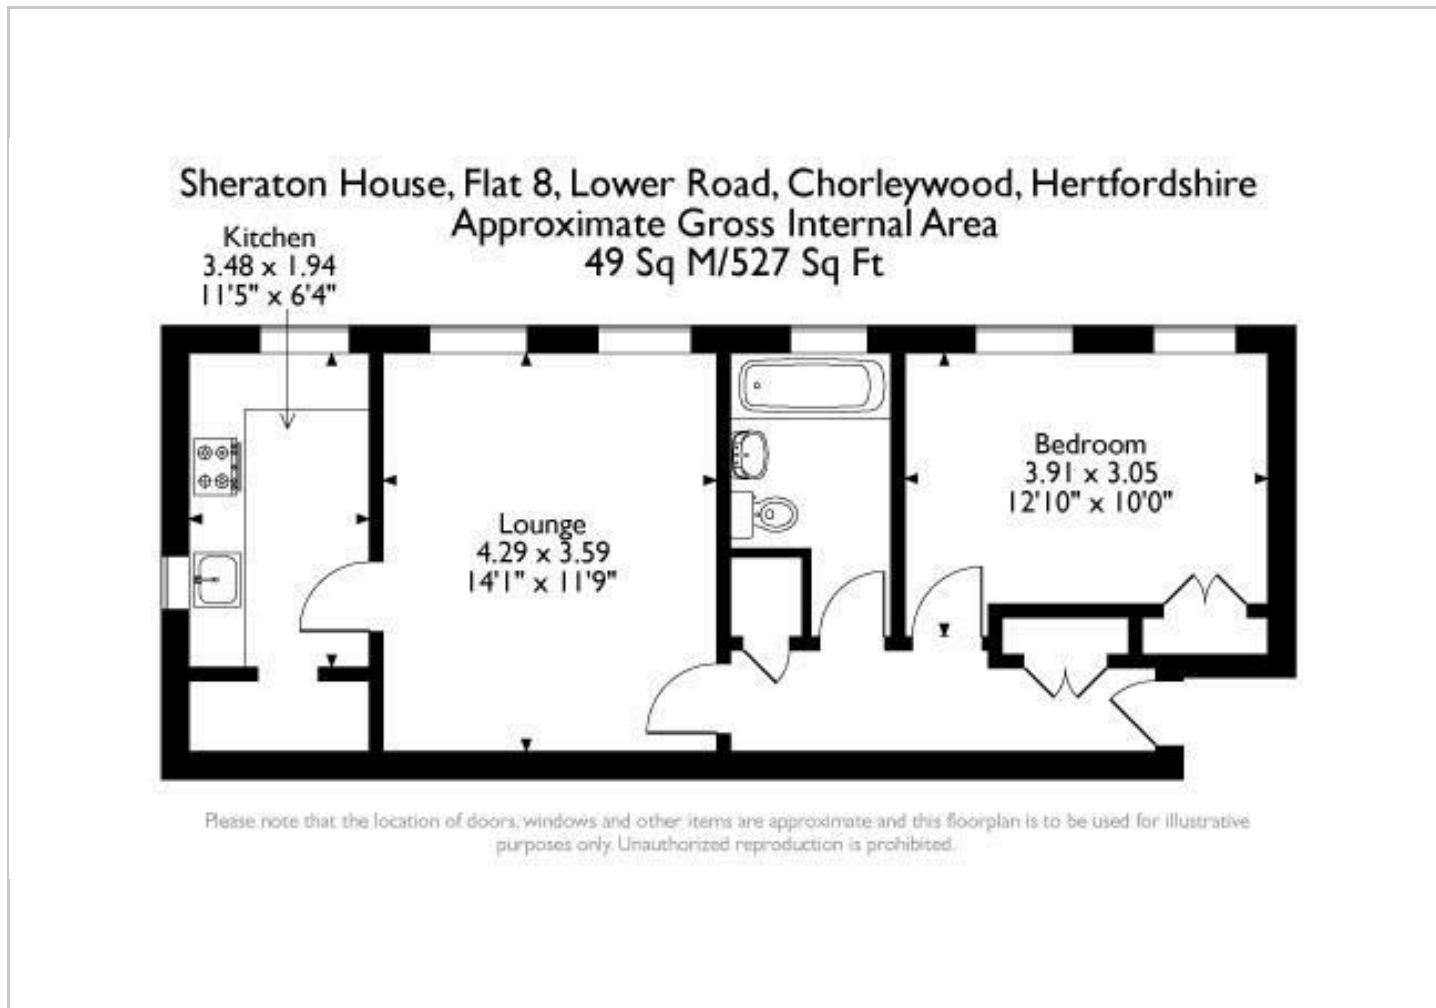 Sheraton House, Flat 8, Lower Road, Chorleywood, Hertfordshire
Approximate Gross Internal Area
49 Sq M/527 Sq Ft
Kitchen
3.48 x 1.94
11'5" x 6'4"
Lounge
4.29 x 3.59
14'1" x 11'9"
Bedroom
3.91 x 3.05
12'10" x 10'0"
Please note that the location of doors, windows and other items are approximate and this floorplan is to be used for illustrative
purposes only. Unauthorized reproduction is prohibited.